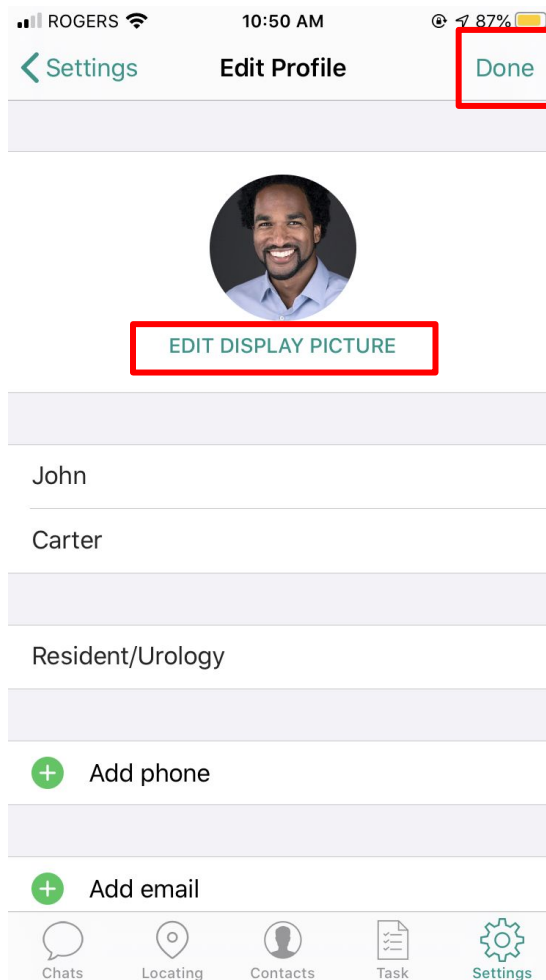 ROGERS 10:50 AM 87%
Settings Edit Profile Done
EDIT DISPLAY PICTURE
John
Carter
Resident/Urology
Add phone
Add email
Chats Locating Contacts Task Settings